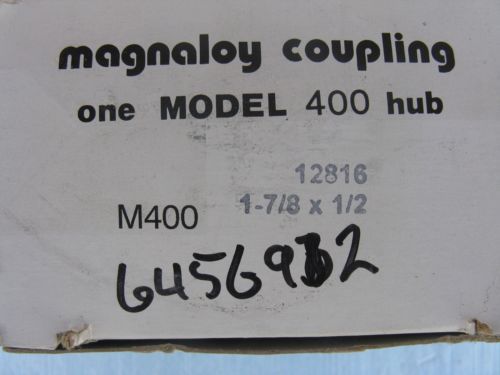 magnaloy coupling
one MODEL 400 hub
12816
M400 1-7/8 x 1/2